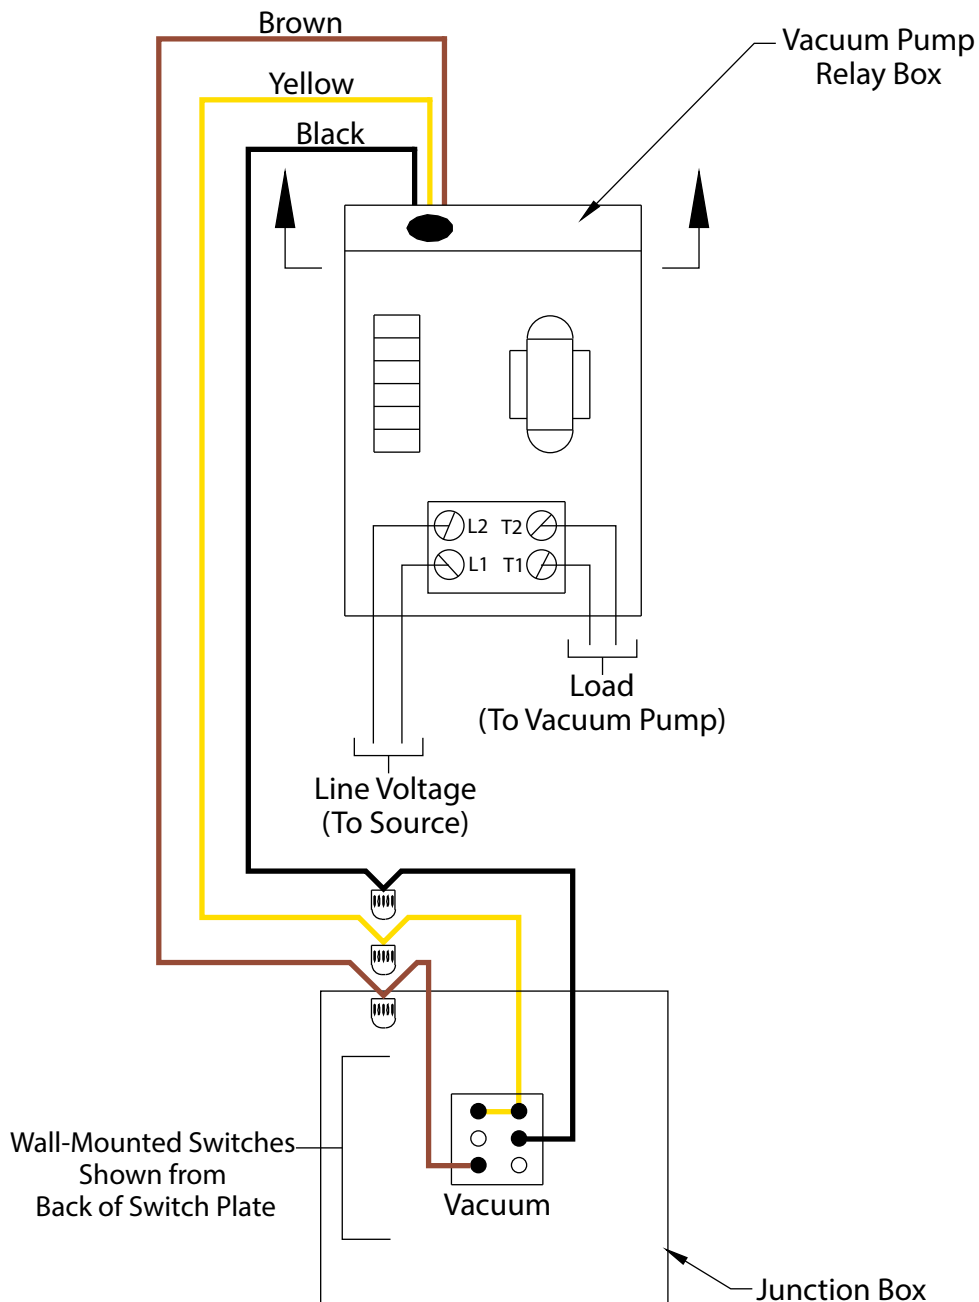 Brown
Vacuum Pump
Relay Box
Yellow
Black
L2 T2
L1 T1
Load
(To Vacuum Pump)
Line Voltage
(To Source)
Wall-Mounted Switches
Shown from
Back of Switch Plate
Vacuum
Junction Box